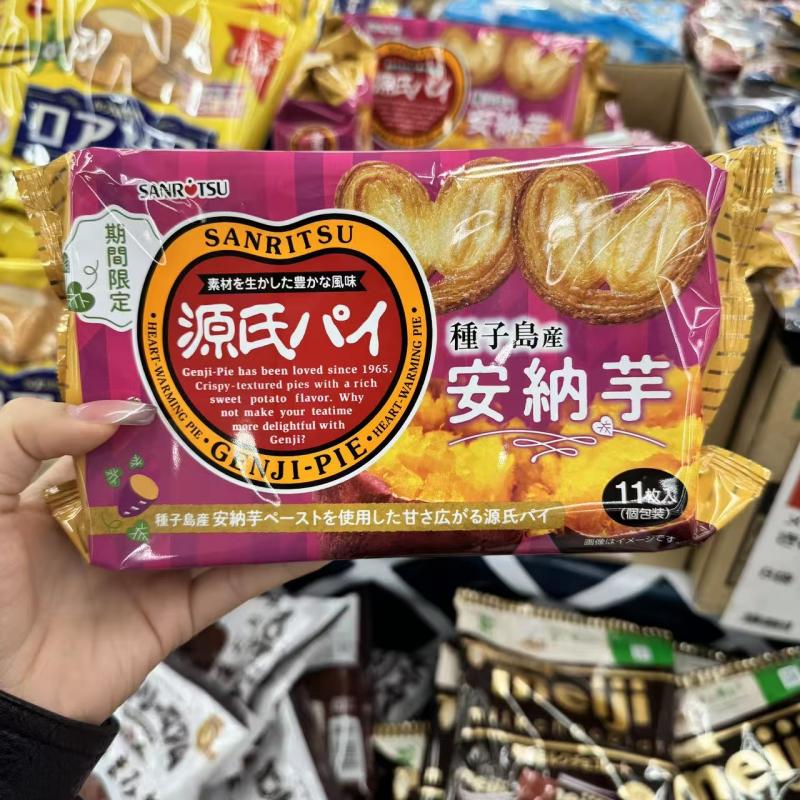 SANRITSU
期間限定
SANRITSU
素材を生かした豊かな風味
源氏パイ
Genji-Pie has been loved since 1965.
Crispy-textured pies with a rich
sweet potato flavor. Why
not make your teatime
more delightful with
Genji?
•HEART-WARMING PIE•
GENJI-PIE
•HEART-WARMING PIE•
種子島産
安納芋
種子島産 安納芋ペーストを使用した甘さ広がる源氏パイ
11枚入
(個包装)
画像はイメージです。
源氏パイ
安納芋
ロア
meiji
meiji